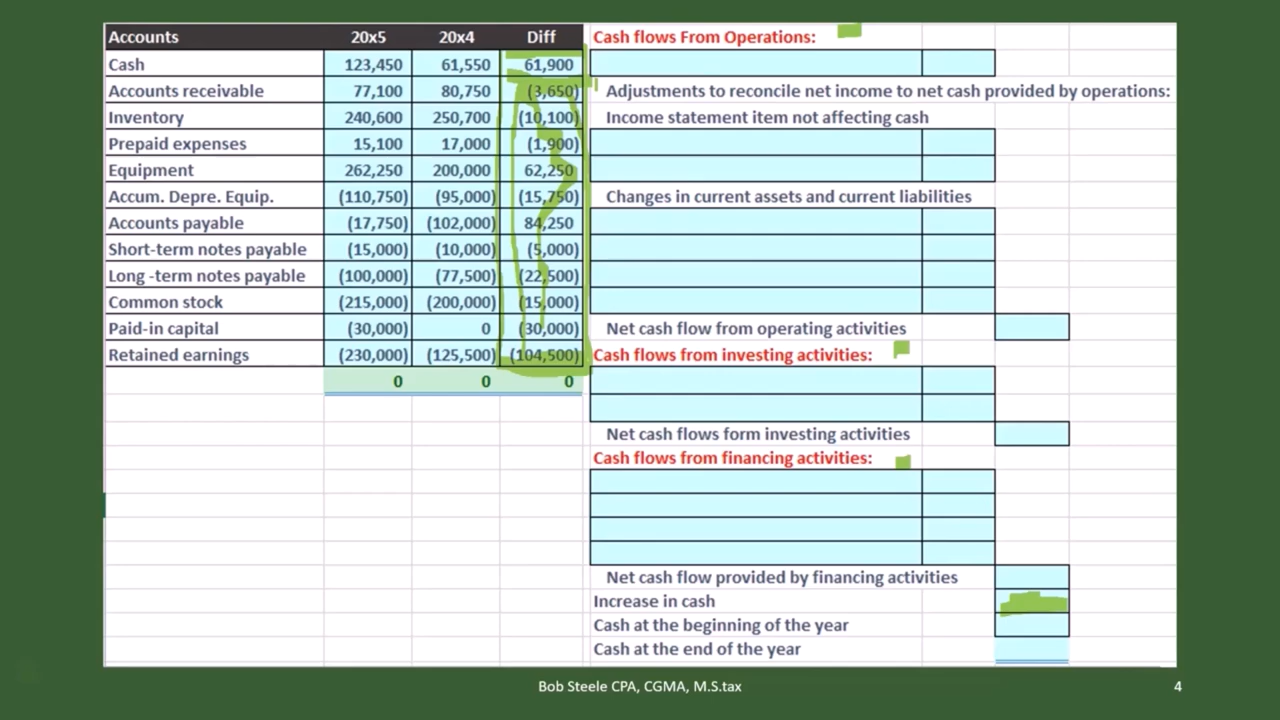 Accounts 20x5 20x4 Diff
Cash 123,450 61,550 61,900
Accounts receivable 77,100 80,750 (3,650)
Inventory 240,600 250,700 (10,100)
Prepaid expenses 15,100 17,000 (1,900)
Equipment 262,250 200,000 62,250
Accum. Depre. Equip. (110,750) (95,000) (15,750)
Accounts payable (17,750) (102,000) 84,250
Short-term notes payable (15,000) (10,000) (5,000)
Long -term notes payable (100,000) (77,500) (22,500)
Common stock (215,000) (200,000) (15,000)
Paid-in capital (30,000) 0 (30,000)
Retained earnings (230,000) (125,500) (104,500)
0 0 0
Cash flows From Operations:
Adjustments to reconcile net income to net cash provided by operations:
Income statement item not affecting cash
Changes in current assets and current liabilities
Net cash flow from operating activities
Cash flows from investing activities:
Net cash flows form investing activities
Cash flows from financing activities:
Net cash flow provided by financing activities
Increase in cash
Cash at the beginning of the year
Cash at the end of the year
Bob Steele CPA, CGMA, M.S.tax
4